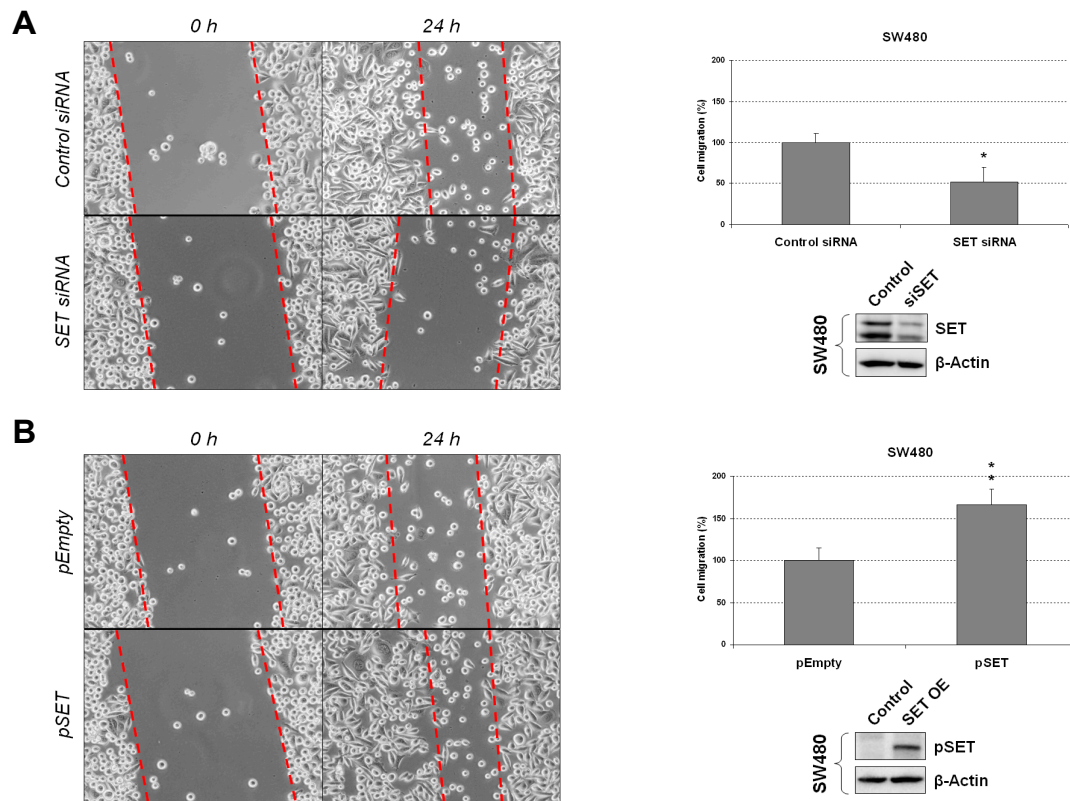 A
0 h
24 h
Control siRNA
SET siRNA
SW480
Cell migration (%)
200
150
100
50
0
*
Control siRNA
SET siRNA
Control
siSET
SW480
SET
β-Actin
B
0 h
24 h
pEmpty
pSET
SW480
Cell migration (%)
200
150
100
50
0
*
*
pEmpty
pSET
Control
SET OE
SW480
pSET
β-Actin